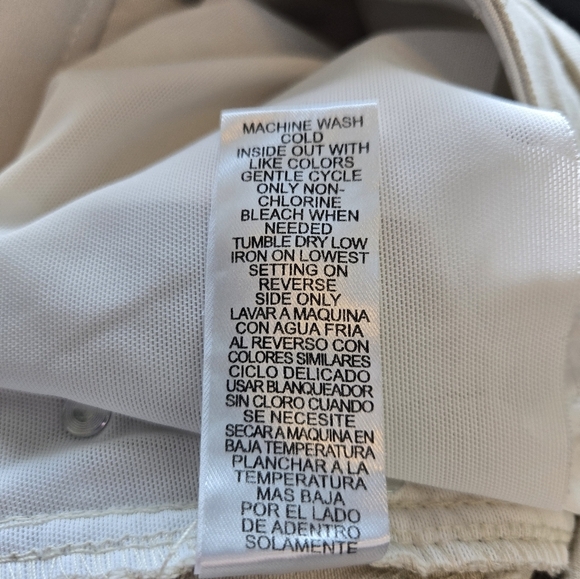 MACHINE WASH
COLD
INSIDE OUT WITH
LIKE COLORS
GENTLE CYCLE
ONLY NON-
CHLORINE
BLEACH WHEN
NEEDED
TUMBLE DRY LOW
IRON ON LOWEST
SETTING ON
REVERSE
SIDE ONLY
LAVAR A MAQUINA
CON AGUA FRIA
AL REVERSO CON
COLORES SIMILARES
CICLO DELICADO
USAR BLANQUEADOR
SIN CLORO CUANDO
SE NECESITE
SECAR A MAQUINA EN
BAJA TEMPERATURA
PLANCHAR A LA
TEMPERATURA
MAS BAJA
POR EL LADO
DE ADENTRO
SOLAMENTE